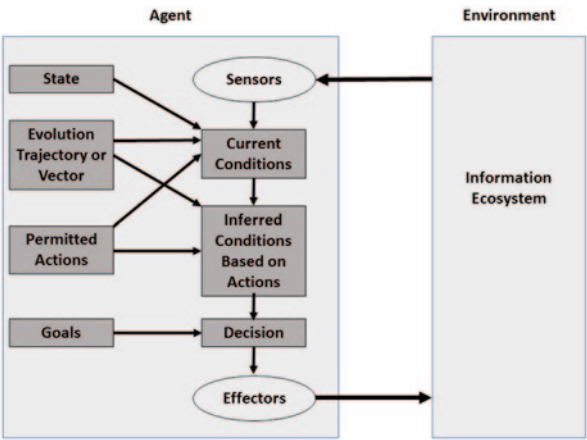 Agent
Environment
State
Sensors
Evolution
Trajectory or
Vector
Current
Conditions
Information
Ecosystem
Permitted
Actions
Inferred
Conditions
Based on
Actions
Goals
Decision
Effectors